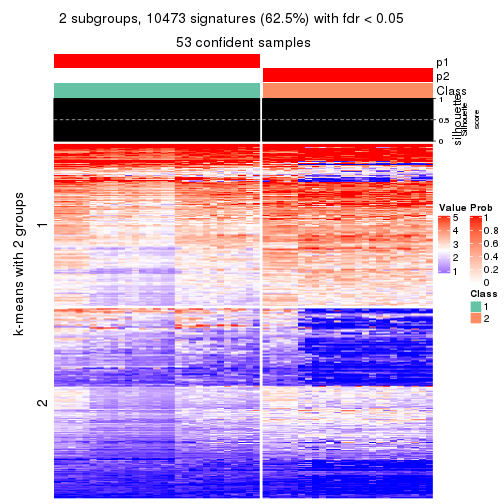 2 subgroups, 10473 signatures (62.5%) with fdr < 0.05
53 confident samples
p1
p2
Class
1
0.5
0
silhouette
Silhouette
score
k-means with 2 groups
1
2
Value
5
4
3
2
1
Prob
1
0.8
0.6
0.4
0.2
0
Class
1
2